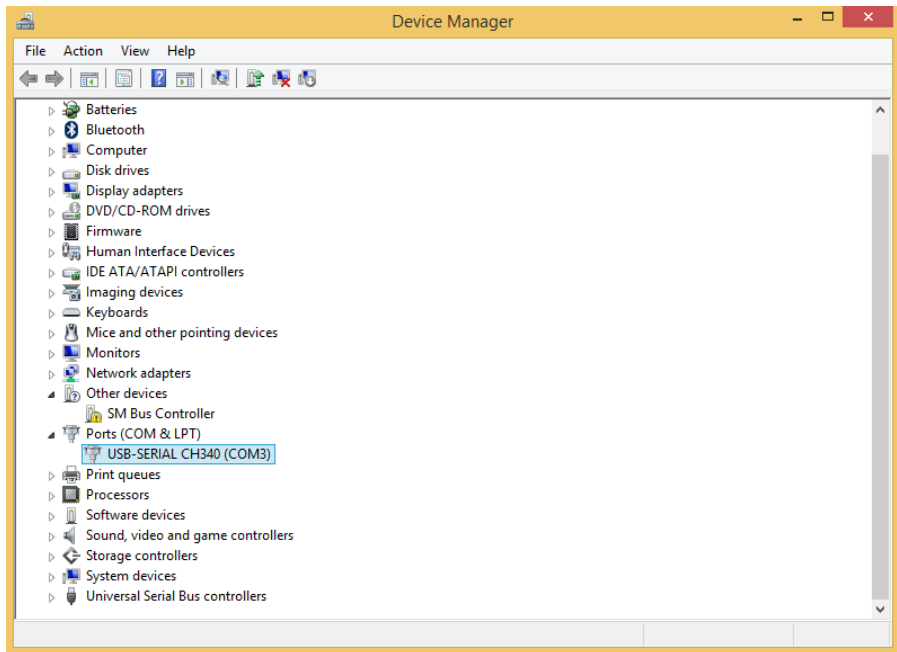 Device Manager
File Action View Help
Batteries
Bluetooth
Computer
Disk drives
Display adapters
DVD/CD-ROM drives
Firmware
Human Interface Devices
IDE ATA/ATAPI controllers
Imaging devices
Keyboards
Mice and other pointing devices
Monitors
Network adapters
Other devices
SM Bus Controller
Ports (COM & LPT)
USB-SERIAL CH340 (COM3)
Print queues
Processors
Software devices
Sound, video and game controllers
Storage controllers
System devices
Universal Serial Bus controllers